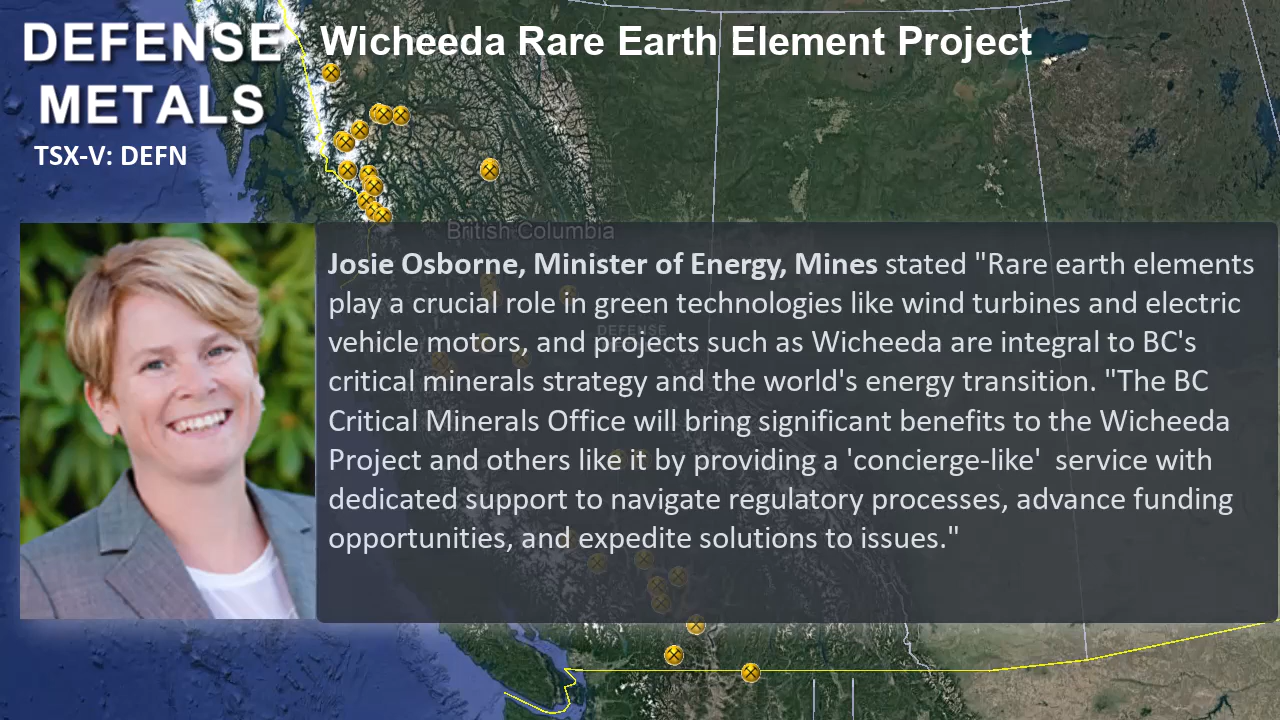 DEFENSE
METALS
TSX-V: DEFN
Wicheeda Rare Earth Element Project
British Columbia
Josie Osborne, Minister of Energy, Mines stated "Rare earth elements
play a crucial role in green technologies like wind turbines and electric
vehicle motors, and projects such as Wicheeda are integral to BC's
critical minerals strategy and the world's energy transition. "The BC
Critical Minerals Office will bring significant benefits to the Wicheeda
Project and others like it by providing a 'concierge-like'  service with
dedicated support to navigate regulatory processes, advance funding
opportunities, and expedite solutions to issues."
DEFENSE